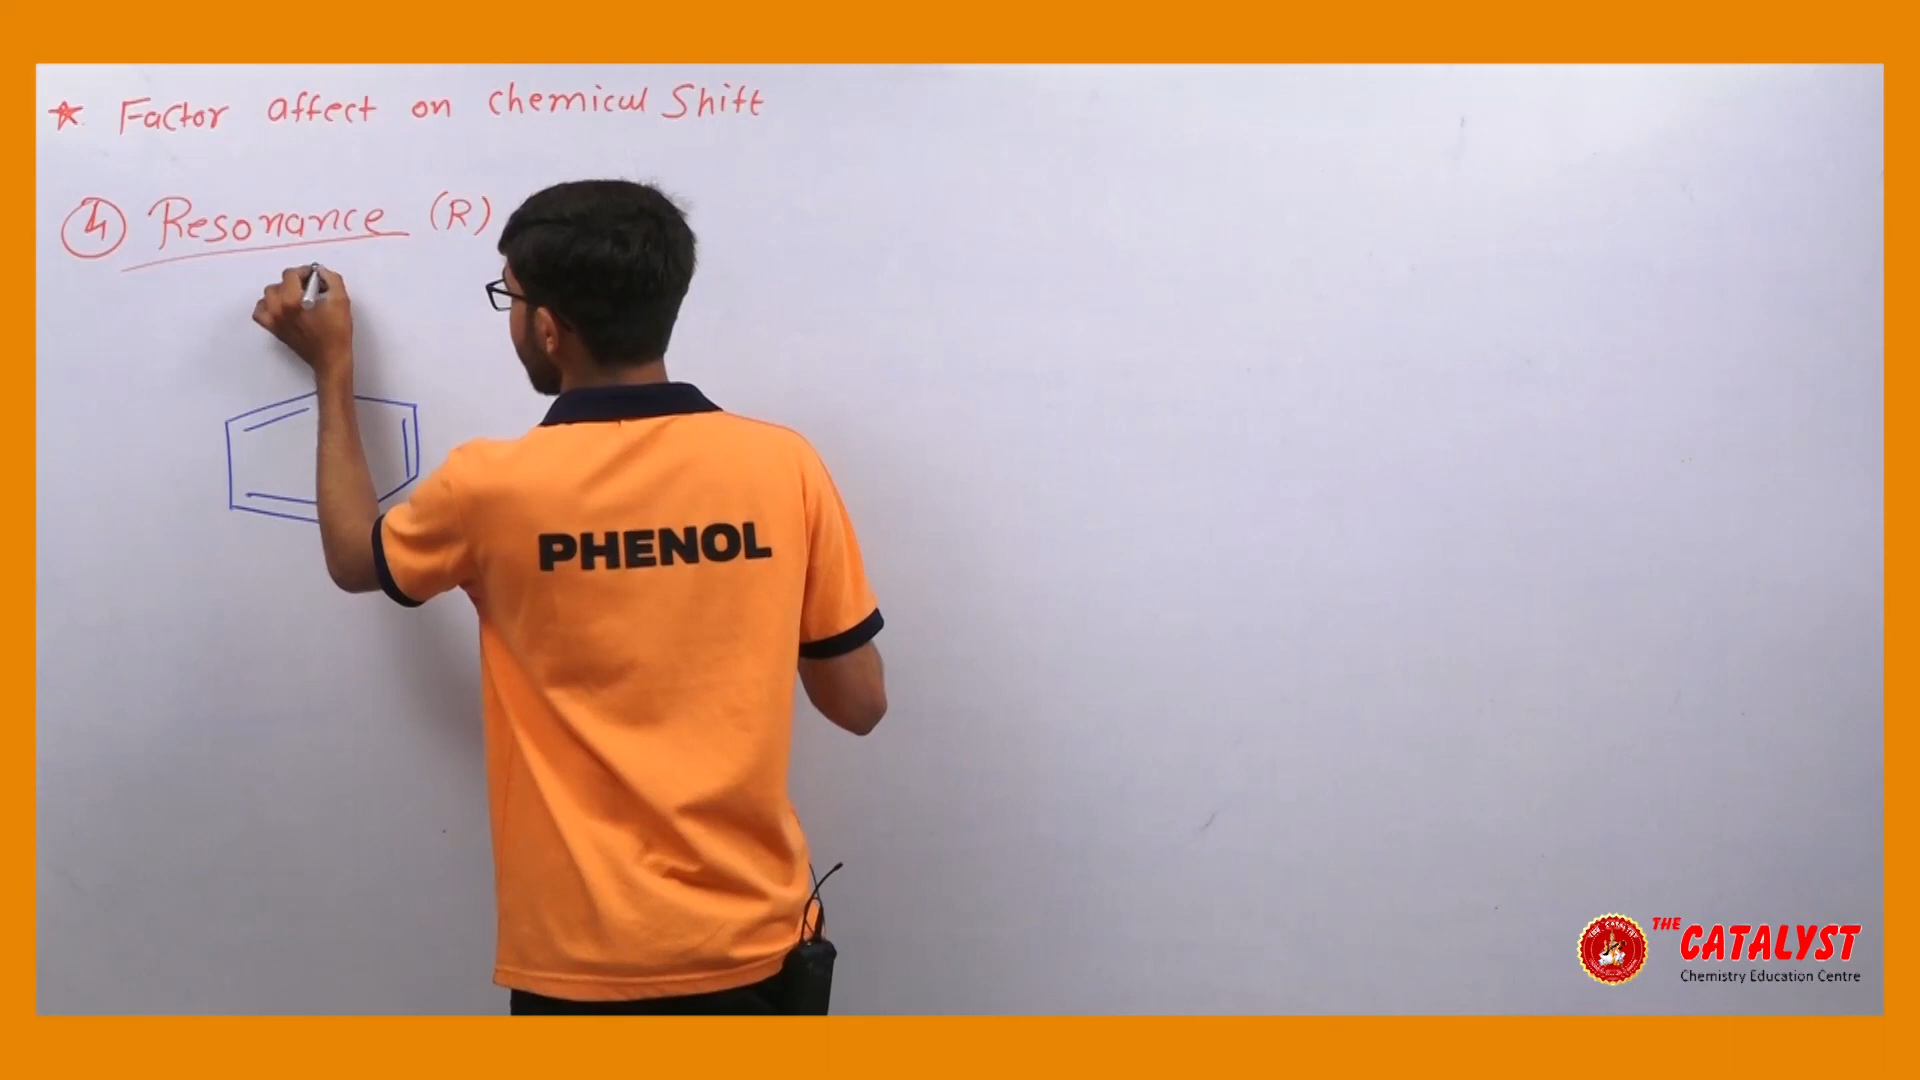 * Factor affect on chemical Shift
4 Resonance (R)
PHENOL
THE CATALYST
Chemistry Education Centre